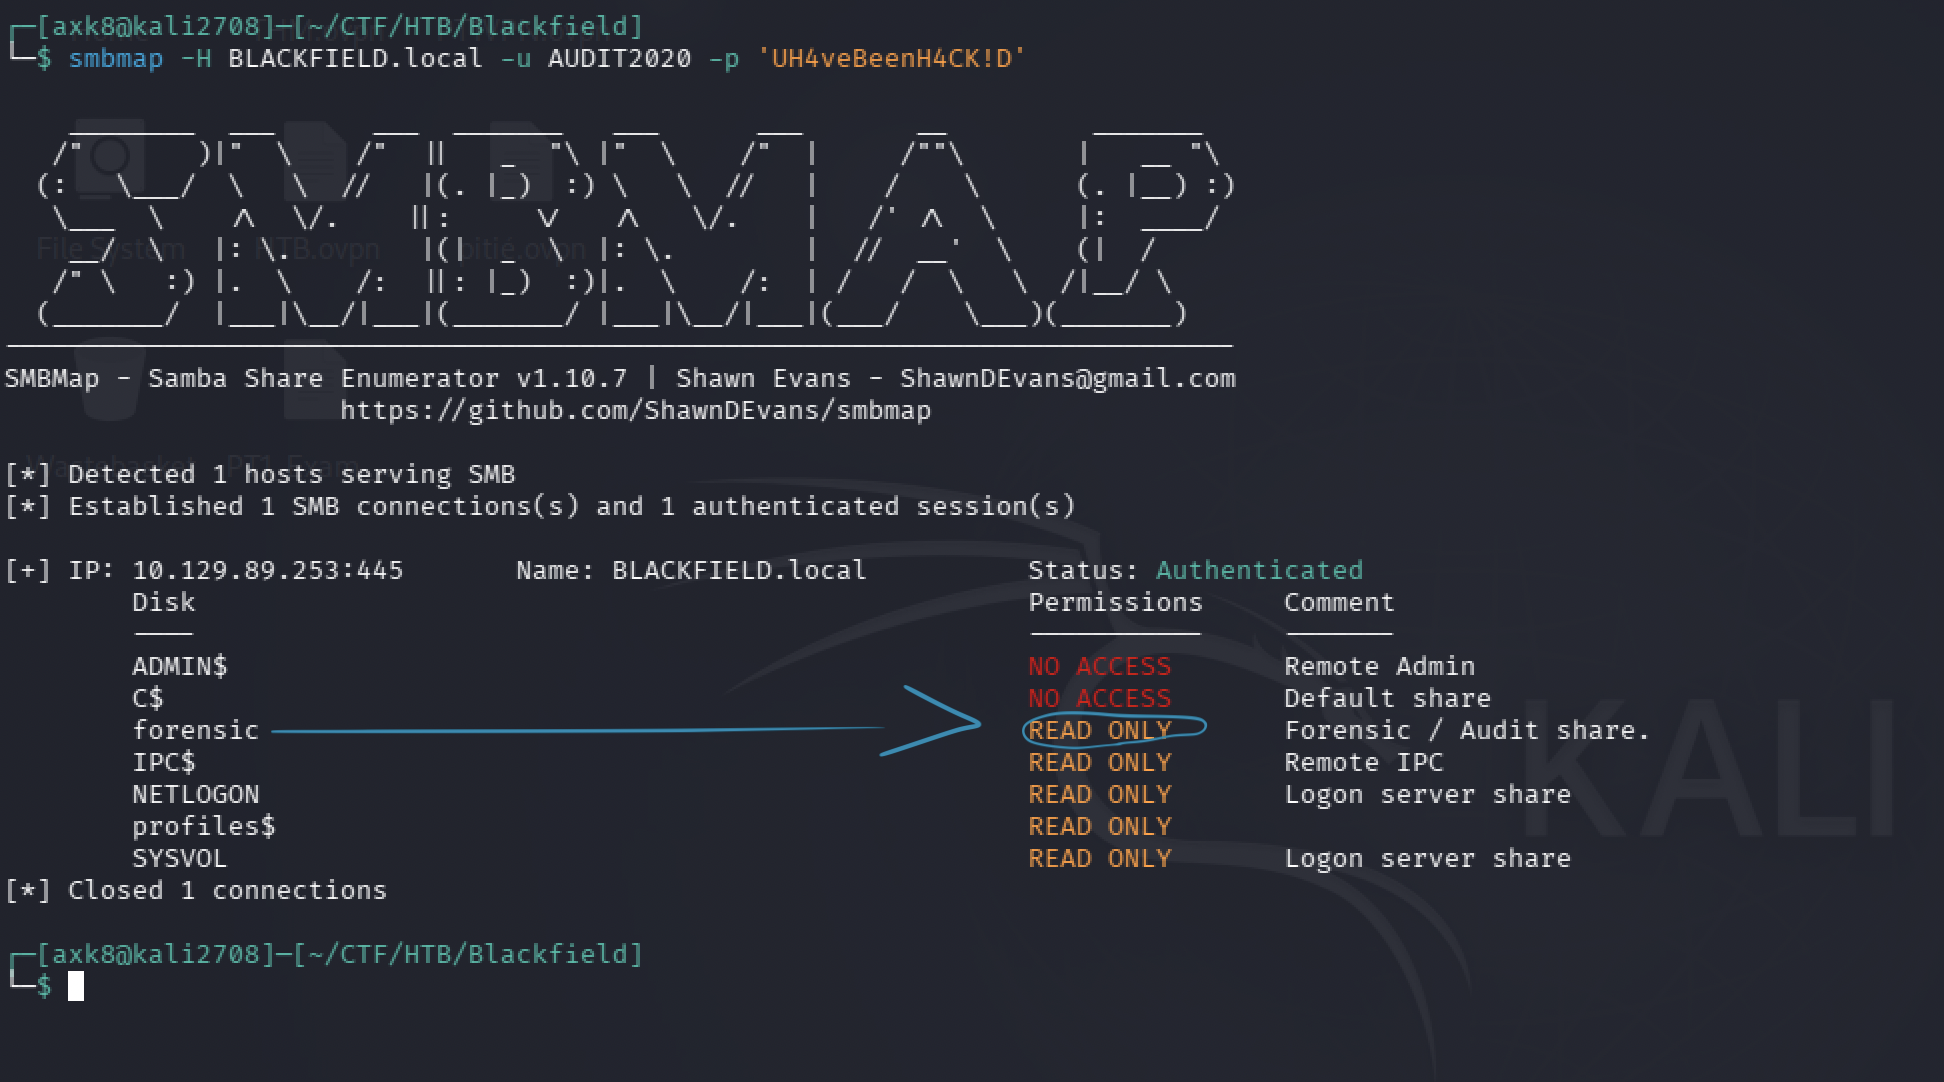 ┌─[axk8@kali2708]─[~/CTF/HTB/Blackfield]
└─$ smbmap -H BLACKFIELD.local -u AUDIT2020 -p 'UH4veBeenH4CK!D'
SMBMap - Samba Share Enumerator v1.10.7 | Shawn Evans - ShawnDEvans@gmail.com
https://github.com/ShawnDEvans/smbmap
[*] Detected 1 hosts serving SMB
[*] Established 1 SMB connections(s) and 1 authenticated session(s)
[+] IP: 10.129.89.253:445 Name: BLACKFIELD.local Status: Authenticated
Disk Permissions Comment
---- ----------- -------
ADMIN$ NO ACCESS Remote Admin
C$ NO ACCESS Default share
forensic READ ONLY Forensic / Audit share.
IPC$ READ ONLY Remote IPC
NETLOGON READ ONLY Logon server share
profiles$ READ ONLY
SYSVOL READ ONLY Logon server share
[*] Closed 1 connections
┌─[axk8@kali2708]─[~/CTF/HTB/Blackfield]
└─$
File System
HTB.ovpn
KALI